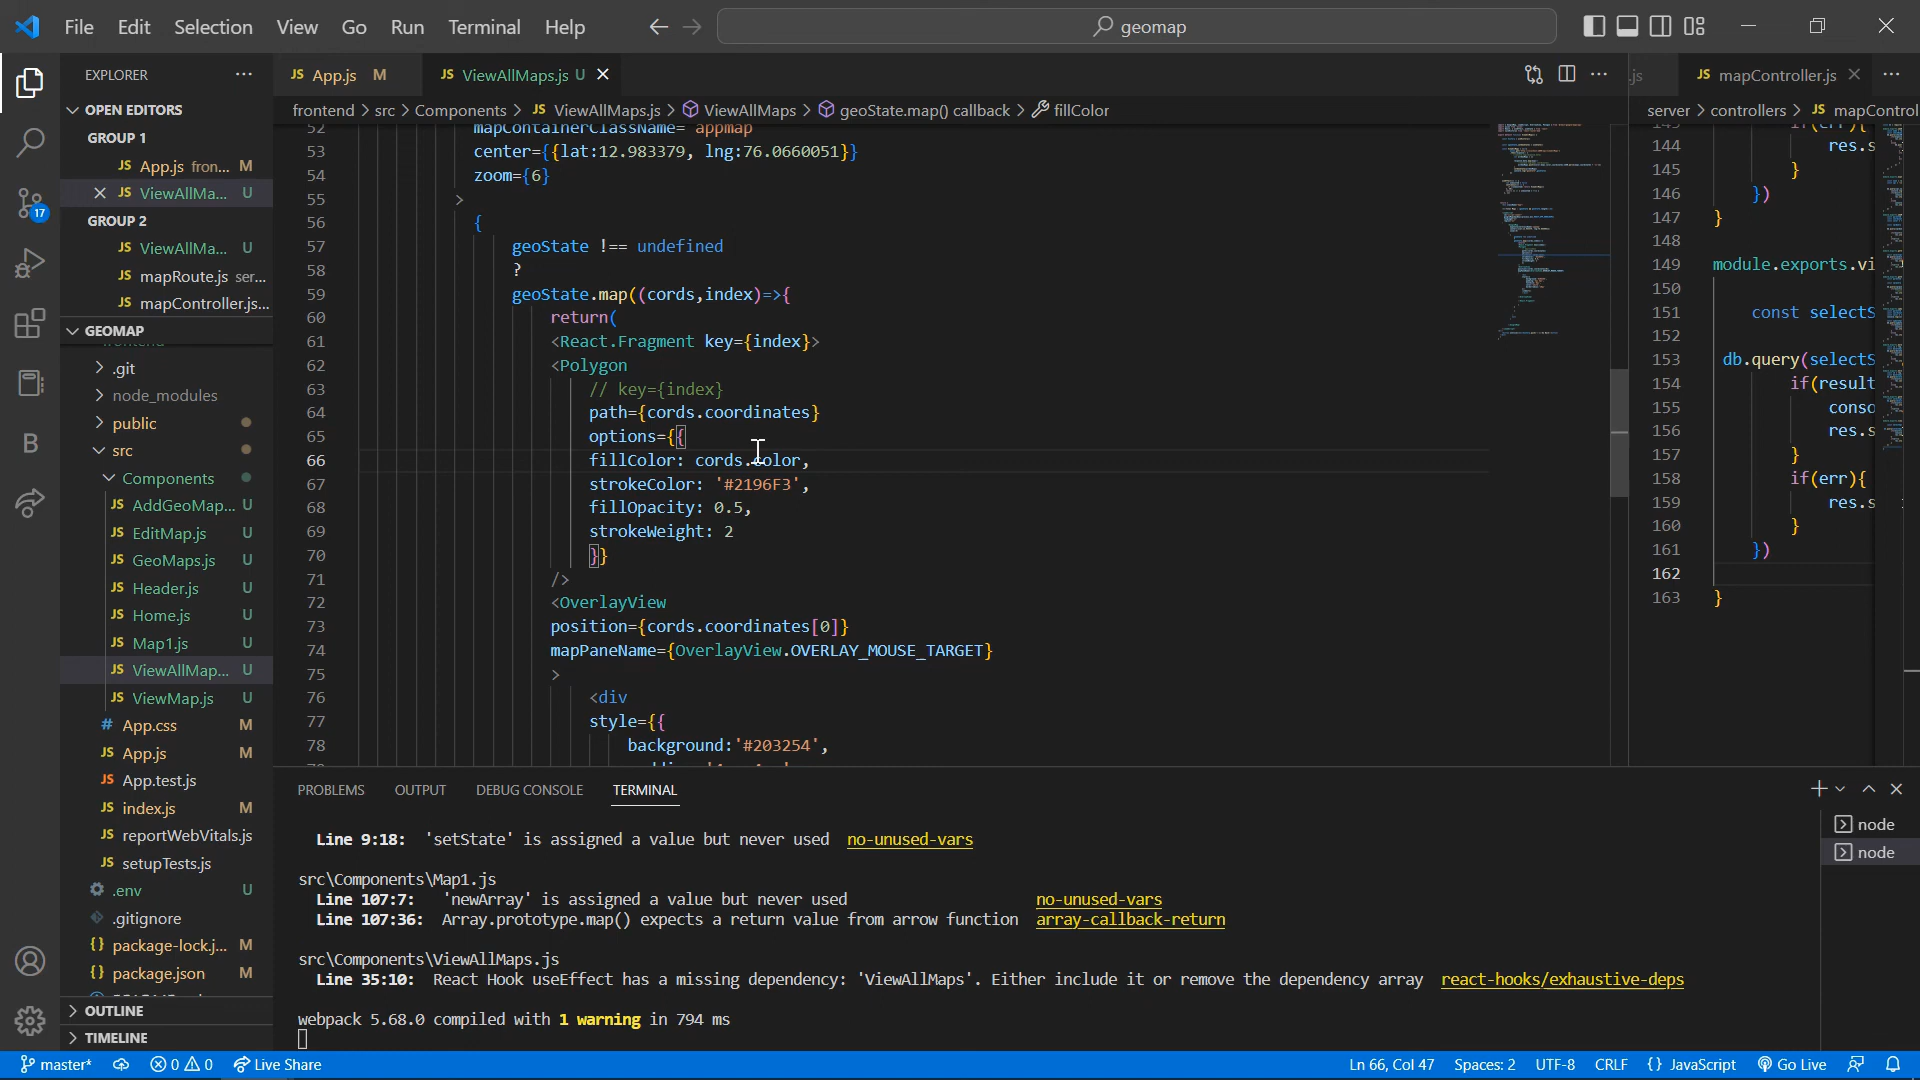 File Edit Selection View Go Run Terminal Help
geomap
EXPLORER
OPEN EDITORS
GROUP 1
JS App.js fron... M
JS ViewAllMa... U
GROUP 2
JS ViewAllMa... U
JS mapRoute.js ser...
JS mapController.js...
GEOMAP
.git
node_modules
public
src
Components
JS AddGeoMap... U
JS EditMap.js U
JS GeoMaps.js U
JS Header.js U
JS Home.js U
JS Map1.js U
JS ViewAllMap... U
JS ViewMap.js U
# App.css M
JS App.js M
JS App.test.js
JS index.js M
JS reportWebVitals.js
JS setupTests.js
.env U
.gitignore
{} package-lock.j... M
{} package.json M
OUTLINE
TIMELINE
17
JS App.js M
JS ViewAllMaps.js U
frontend > src > Components > JS ViewAllMaps.js > ViewAllMaps > geoState.map() callback > fillColor
52 mapContainerClassName= appmap
53 center={{lat:12.983379, lng:76.0660051}}
54 zoom={6}
55 >
56 {
57 geoState !== undefined
58 ?
59 geoState.map((cords,index)=>{
60 return(
61 <React.Fragment key={index}>
62 <Polygon
63 // key={index}
64 path={cords.coordinates}
65 options={{
66 fillColor: cords.color,
67 strokeColor: '#2196F3',
68 fillOpacity: 0.5,
69 strokeWeight: 2
70 }}
71 />
72 <OverlayView
73 position={cords.coordinates[0]}
74 mapPaneName={OverlayView.OVERLAY_MOUSE_TARGET}
75 >
76 <div
77 style={{
78 background:'#203254',
.js
JS mapController.js
server > controllers > JS mapControl
144 res.s
145 }
146 })
147 }
148
149 module.exports.vi
150
151 const selectS
152
153 db.query(selectS
154 if(result
155 conso
156 res.s
157 }
158 if(err){
159 res.s
160 }
161 })
162
163 }
PROBLEMS OUTPUT DEBUG CONSOLE TERMINAL
Line 9:18: 'setState' is assigned a value but never used no-unused-vars
src\Components\Map1.js
Line 107:7: 'newArray' is assigned a value but never used no-unused-vars
Line 107:36: Array.prototype.map() expects a return value from arrow function array-callback-return
src\Components\ViewAllMaps.js
Line 35:10: React Hook useEffect has a missing dependency: 'ViewAllMaps'. Either include it or remove the dependency array react-hooks/exhaustive-deps
webpack 5.68.0 compiled with 1 warning in 794 ms
node
node
master* 0 0 Live Share
Ln 66, Col 47 Spaces: 2 UTF-8 CRLF {} JavaScript Go Live